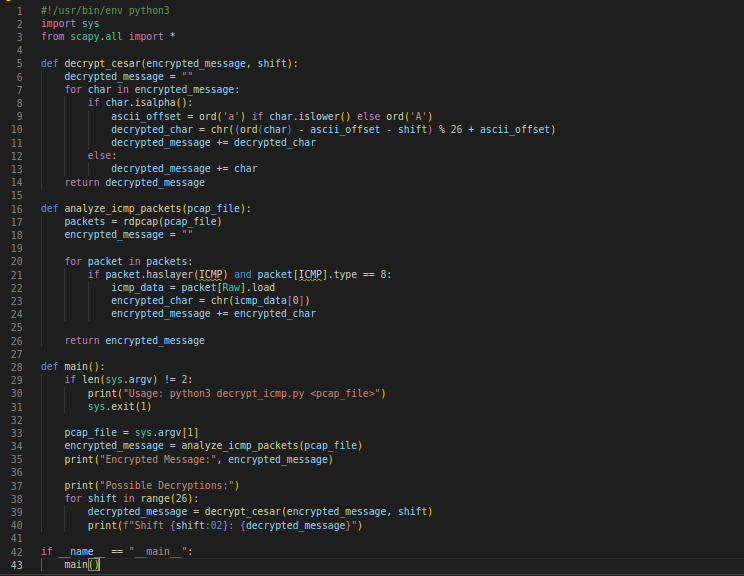 1 #!/usr/bin/env python3
2 import sys
3 from scapy.all import *
4
5 def decrypt_cesar(encrypted_message, shift):
6     decrypted_message = ""
7     for char in encrypted_message:
8         if char.isalpha():
9             ascii_offset = ord('a') if char.islower() else ord('A')
10             decrypted_char = chr((ord(char) - ascii_offset - shift) % 26 + ascii_offset)
11             decrypted_message += decrypted_char
12         else:
13             decrypted_message += char
14     return decrypted_message
15
16 def analyze_icmp_packets(pcap_file):
17     packets = rdpcap(pcap_file)
18     encrypted_message = ""
19
20     for packet in packets:
21         if packet.haslayer(ICMP) and packet[ICMP].type == 8:
22             icmp_data = packet[Raw].load
23             encrypted_char = chr(icmp_data[0])
24             encrypted_message += encrypted_char
25
26     return encrypted_message
27
28 def main():
29     if len(sys.argv) != 2:
30         print("Usage: python3 decrypt_icmp.py <pcap_file>")
31         sys.exit(1)
32
33     pcap_file = sys.argv[1]
34     encrypted_message = analyze_icmp_packets(pcap_file)
35     print("Encrypted Message:", encrypted_message)
36
37     print("Possible Decryptions:")
38     for shift in range(26):
39         decrypted_message = decrypt_cesar(encrypted_message, shift)
40         print(f"Shift {shift:02}: {decrypted_message}")
41
42 if __name__ == "__main__":
43     main()